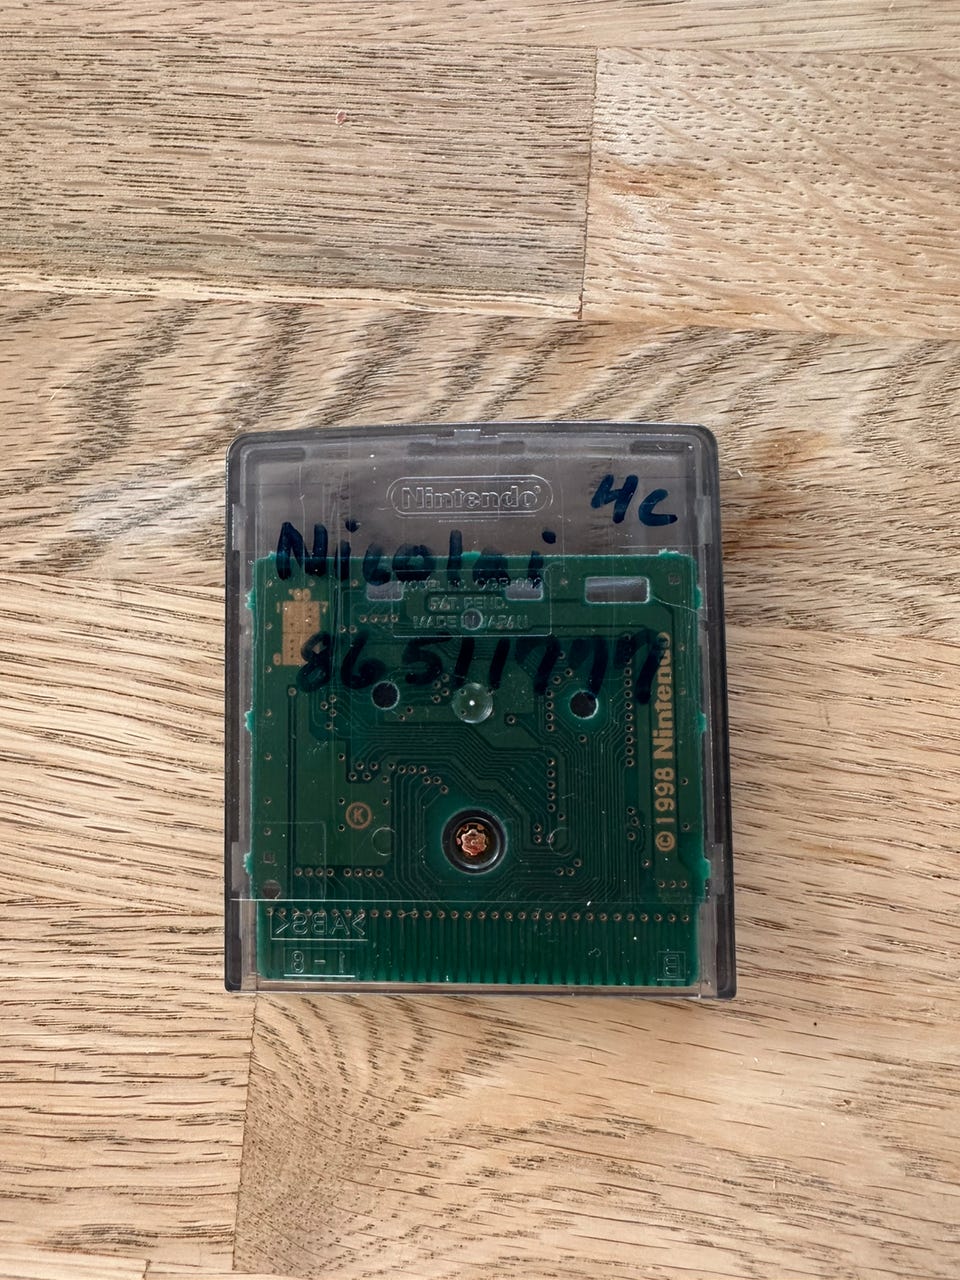 Nintendo
4c
Nicolai
MODEL NO. CGB-002
PAT. PEND.
MADE IN JAPAN
86511777
© 1998 Nintendo
K
>ABS<
1-8
B